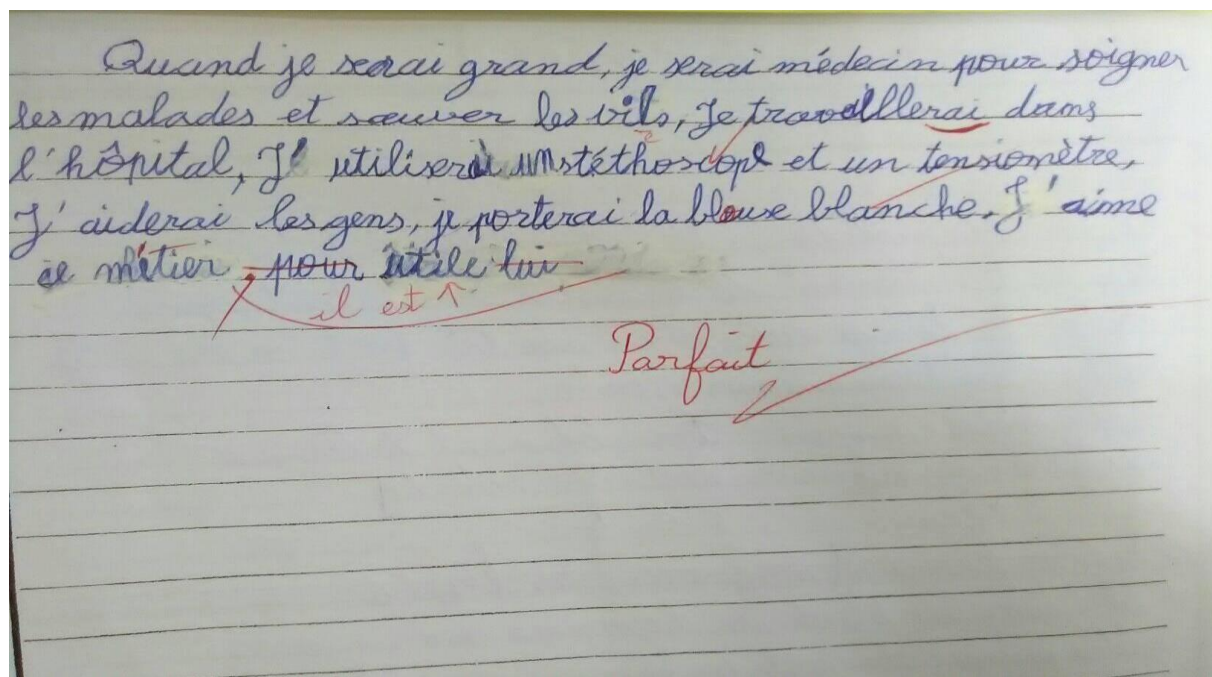 Quand je serai grand, je serai médecin pour soigner
les malades et sauver les vils, Je travaillerai dans
l'hôpital, Je utiliserai un stéthoscope et un tensiomètre,
J'aiderai les gens, je porterai la blouse blanche. J'aime
ce métier, pour utile lui
il est ↑
Parfait